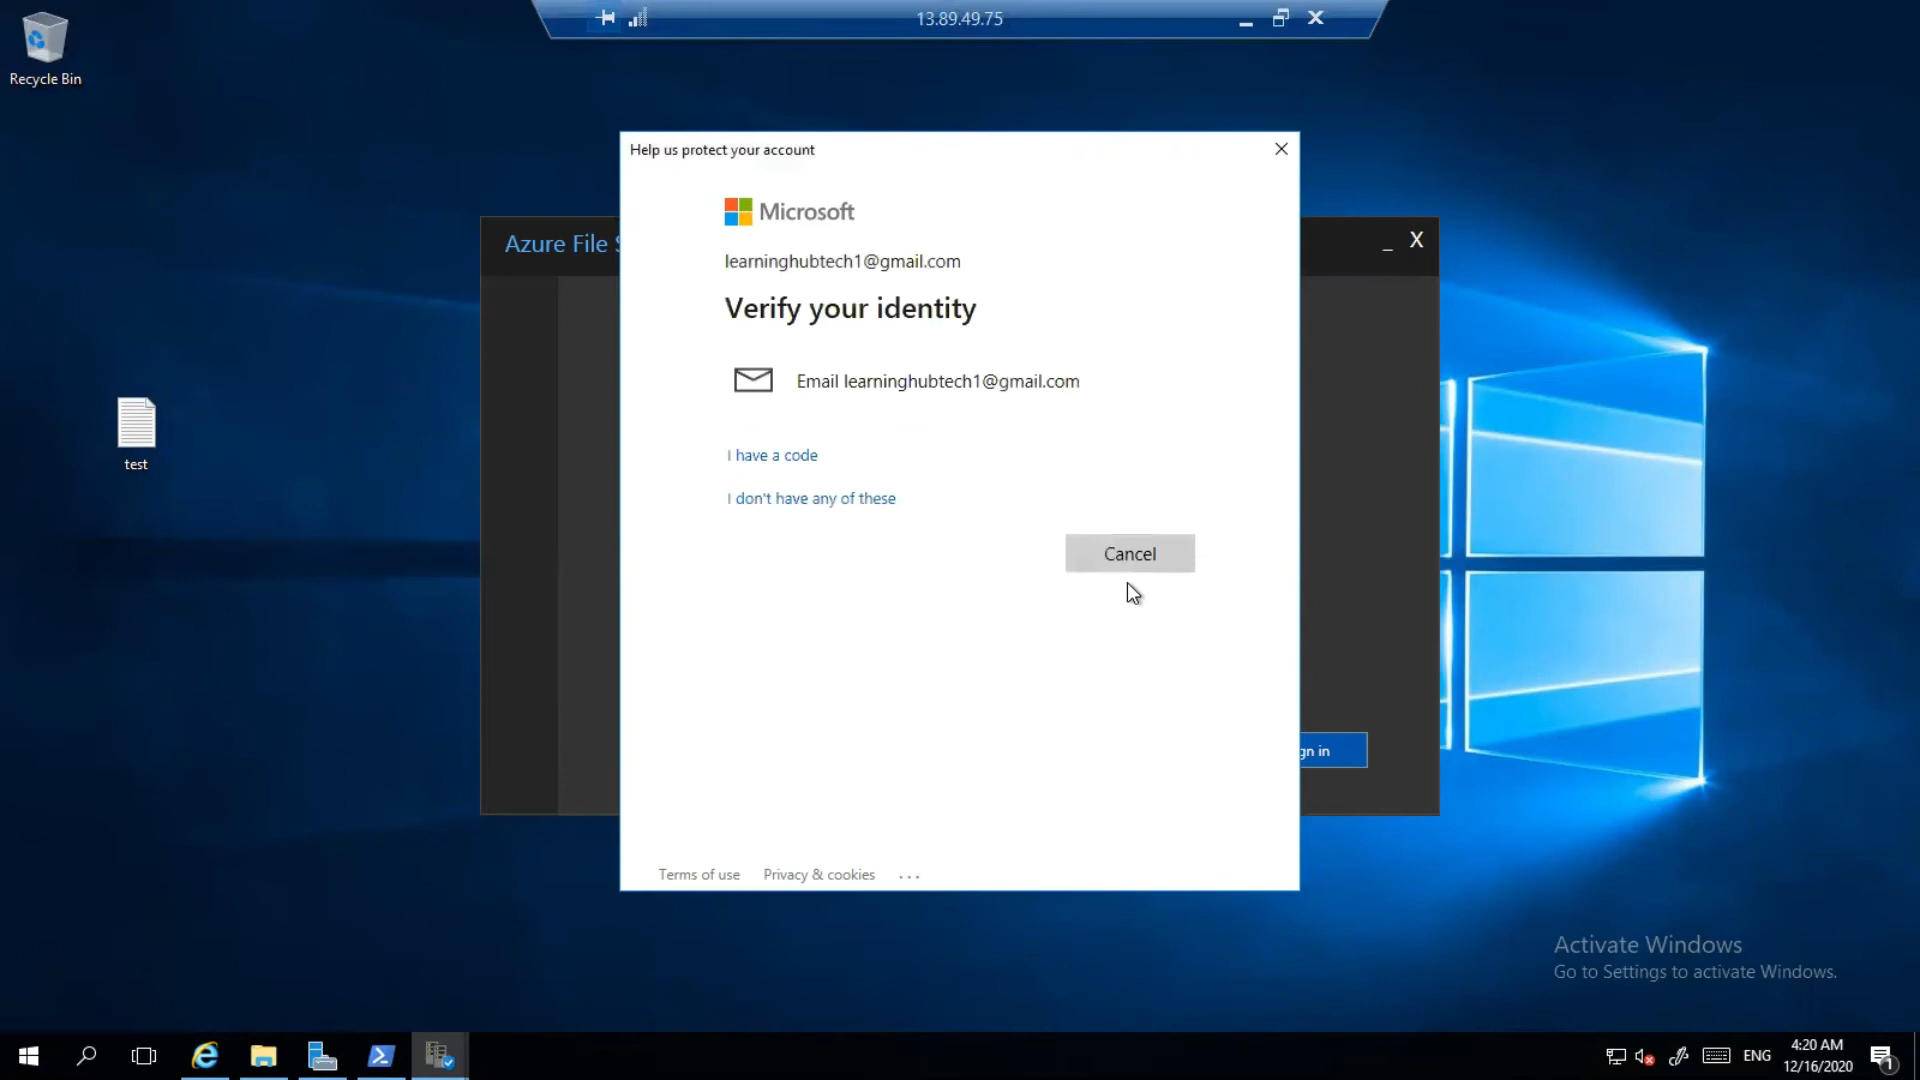 13.89.49.75
Recycle Bin
Help us protect your account
Microsoft
Azure File S
X
learninghubtech1@gmail.com
Verify your identity
Email learninghubtech1@gmail.com
I have a code
I don't have any of these
test
Cancel
gn in
Terms of use
Privacy & cookies
...
Activate Windows
Go to Settings to activate Windows.
ENG
4:20 AM
12/16/2020
1